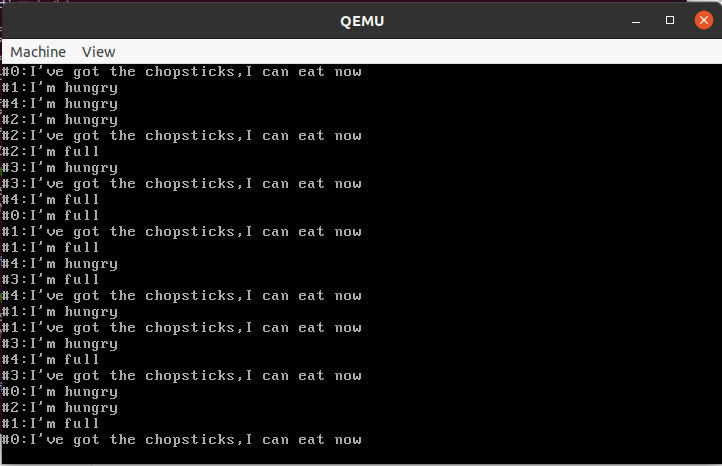 QEMU
Machine View
#0:I've got the chopsticks,I can eat now
#1:I'm hungry
#4:I'm hungry
#2:I'm hungry
#2:I've got the chopsticks,I can eat now
#2:I'm full
#3:I'm hungry
#3:I've got the chopsticks,I can eat now
#4:I'm full
#0:I'm full
#1:I've got the chopsticks,I can eat now
#1:I'm full
#4:I'm hungry
#3:I'm full
#4:I've got the chopsticks,I can eat now
#1:I'm hungry
#1:I've got the chopsticks,I can eat now
#3:I'm hungry
#4:I'm full
#3:I've got the chopsticks,I can eat now
#0:I'm hungry
#2:I'm hungry
#1:I'm full
#0:I've got the chopsticks,I can eat now